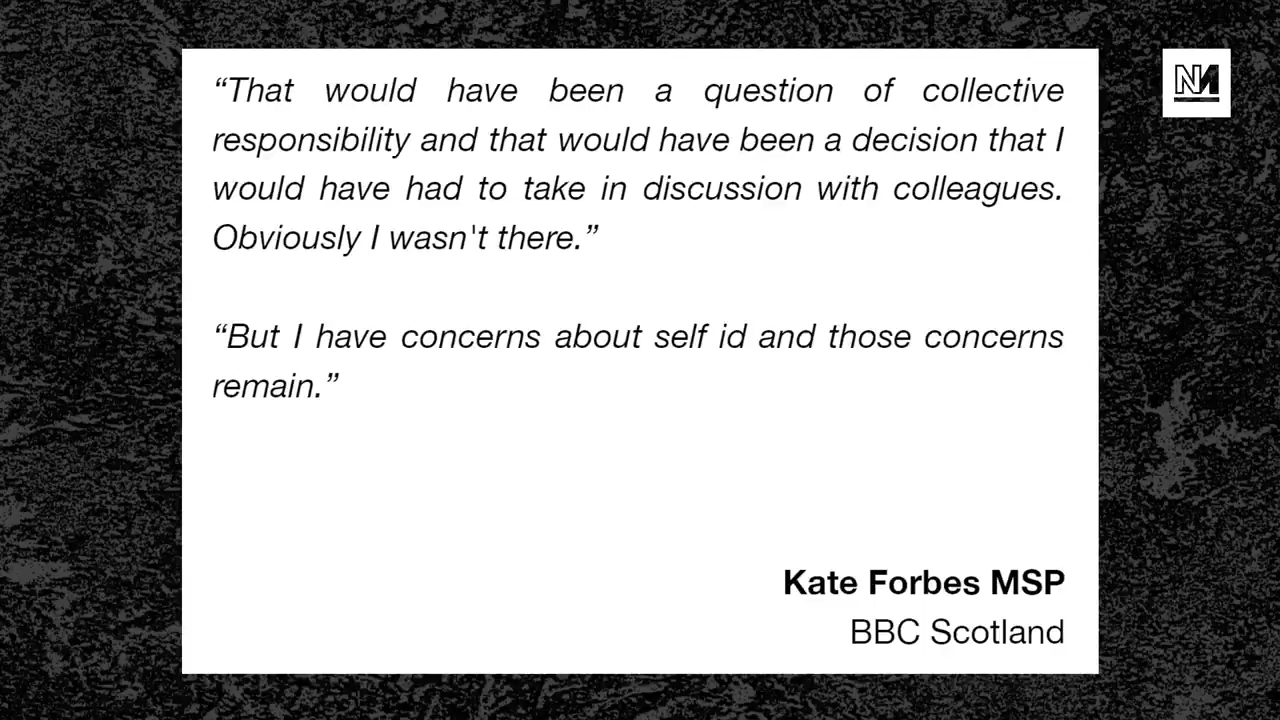 “That would have been a question of collective
responsibility and that would have been a decision that I
would have had to take in discussion with colleagues.
Obviously I wasn't there.”
“But I have concerns about self id and those concerns
remain.”
Kate Forbes MSP
BBC Scotland
NM